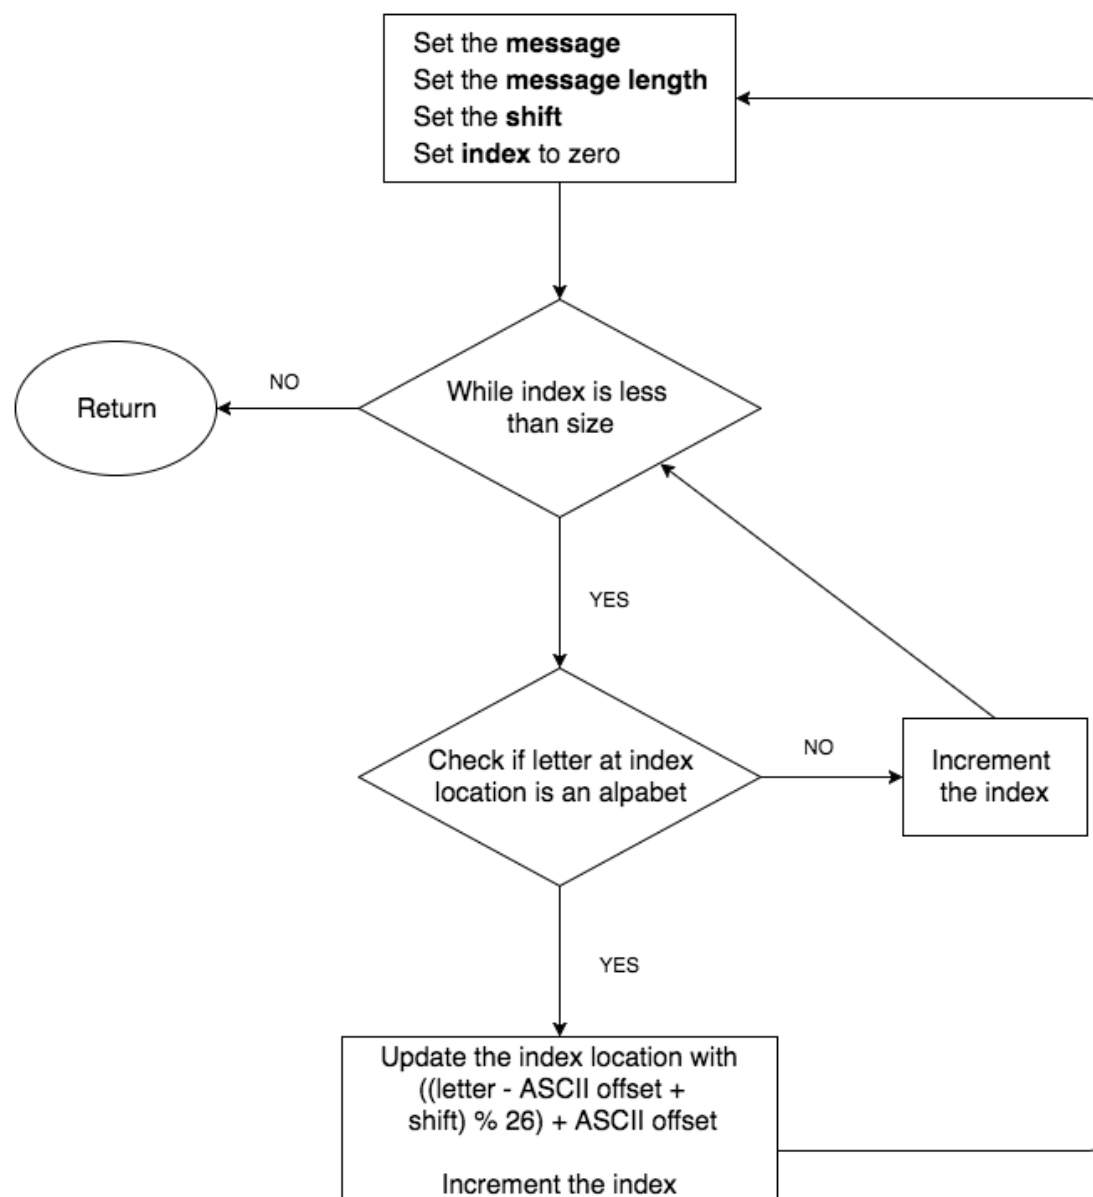 Set the message
Set the message length
Set the shift
Set index to zero
While index is less
than size
NO
Return
YES
Check if letter at index
location is an alpabet
NO
Increment
the index
YES
Update the index location with
((letter - ASCII offset +
shift) % 26) + ASCII offset
Increment the index